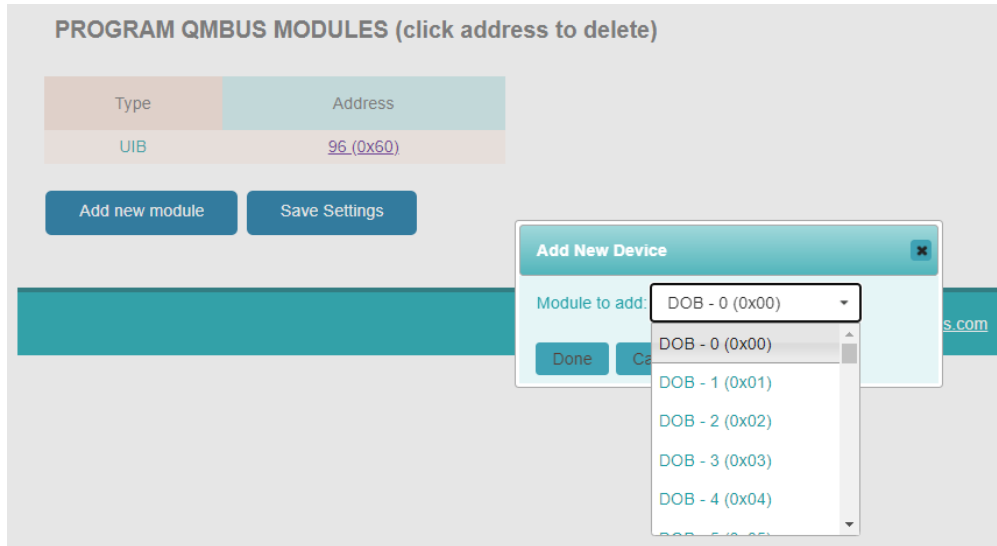 PROGRAM QMBUS MODULES (click address to delete)
Type Address
UIB 96 (0x60)
Add new module Save Settings
Add New Device
Module to add: DOB - 0 (0x00)
s.com
DOB - 0 (0x00)
Done Ca
DOB - 1 (0x01)
DOB - 2 (0x02)
DOB - 3 (0x03)
DOB - 4 (0x04)